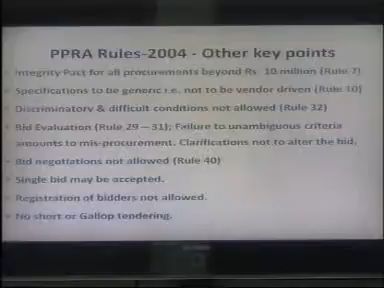 PPRA Rules-2004 - Other key points
Integrity Pact for all procurements beyond Rs. 10 million (Rule 7)
Specifications to be generic i.e. not to be vendor driven (Rule 10)
Discriminatory & difficult conditions not allowed (Rule 32)
Bid Evaluation (Rule 29 – 31); Failure to unambiguous criteria
amounts to mis-procurement. Clarifications not to alter the bid.
Bid negotiations not allowed (Rule 40)
Single bid may be accepted.
Registration of bidders not allowed.
No short or Gallop tendering.